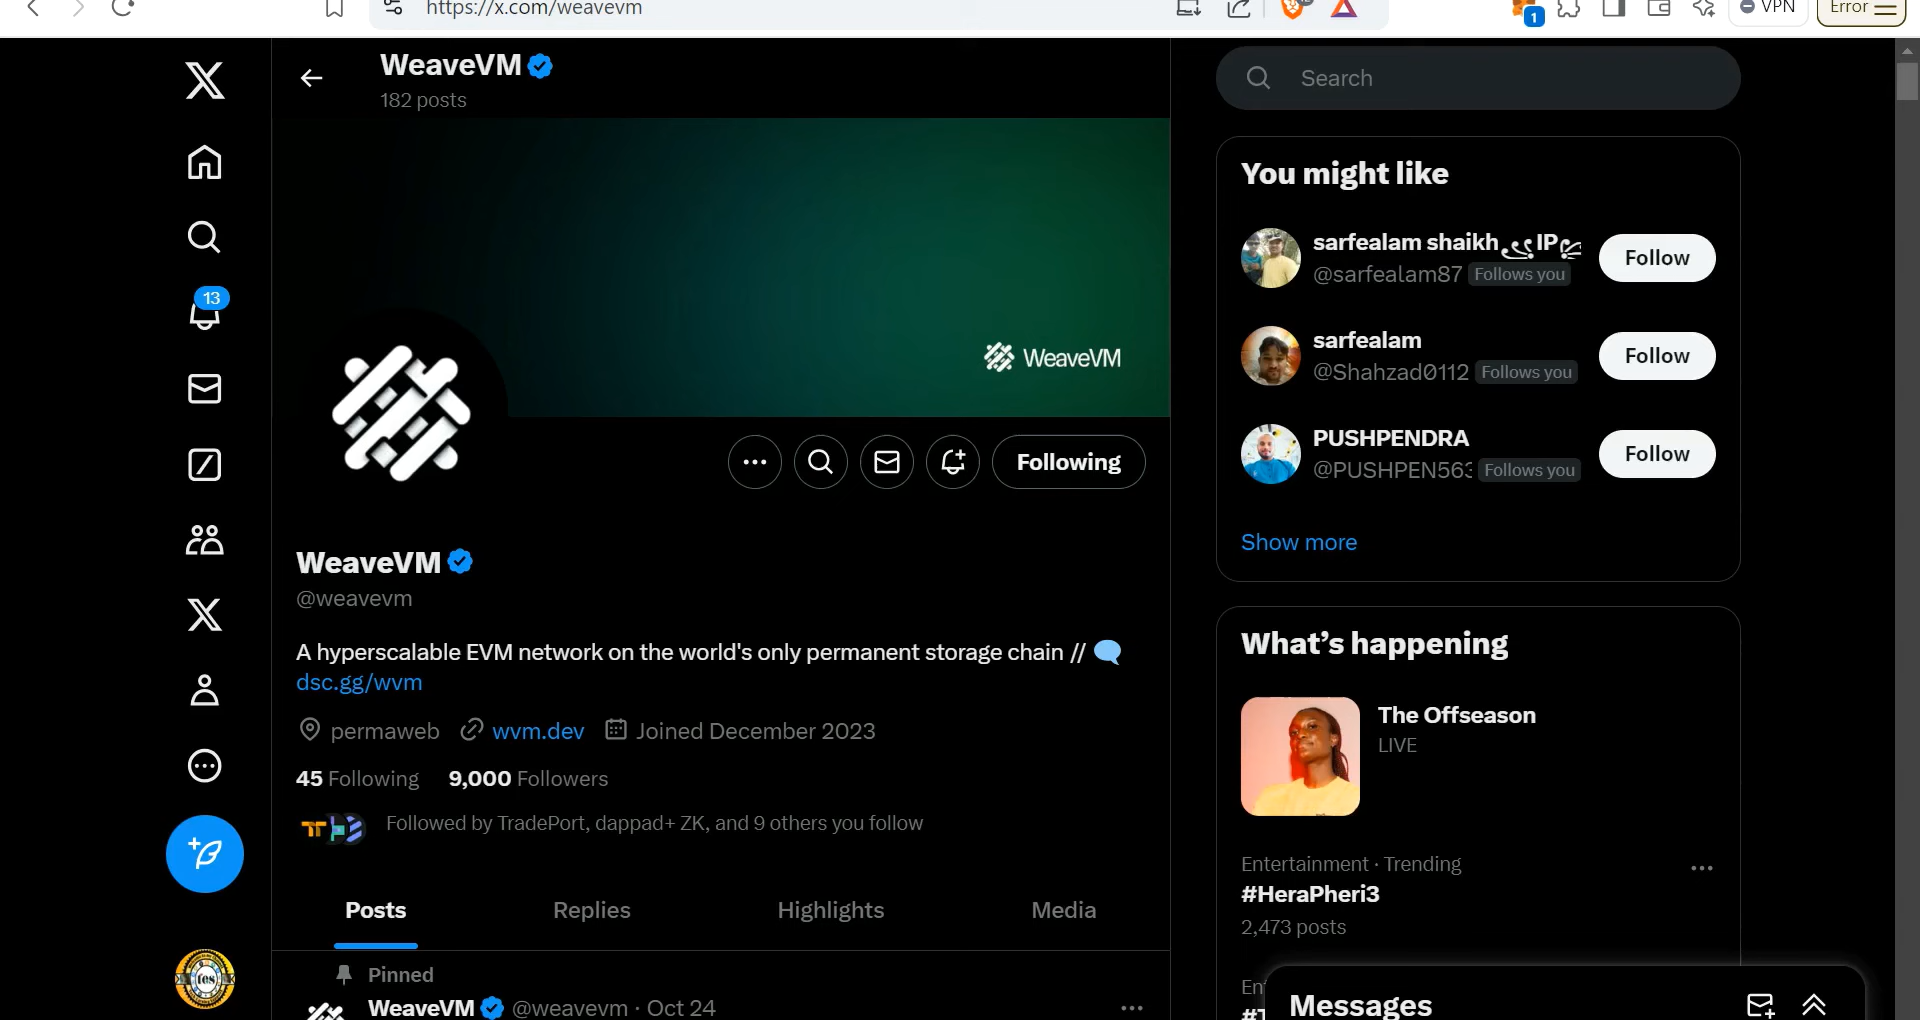 https://x.com/weavevm
1
VPN
Error
WeaveVM
182 posts
Search
WeaveVM
13
Following
WeaveVM
@weavevm
A hyperscalable EVM network on the world's only permanent storage chain //
dsc.gg/wvm
permaweb wvm.dev Joined December 2023
45 Following 9,000 Followers
Followed by TradePort, dappad+ ZK, and 9 others you follow
Posts Replies Highlights Media
Pinned
WeaveVM @weavevm · Oct 24
You might like
sarfealam shaikh IP
@sarfealam87 Follows you
Follow
sarfealam
@Shahzad0112 Follows you
Follow
PUSHPENDRA
@PUSHPEN563 Follows you
Follow
Show more
What's happening
The Offseason
LIVE
Entertainment · Trending
#HeraPheri3
2,473 posts
Messages